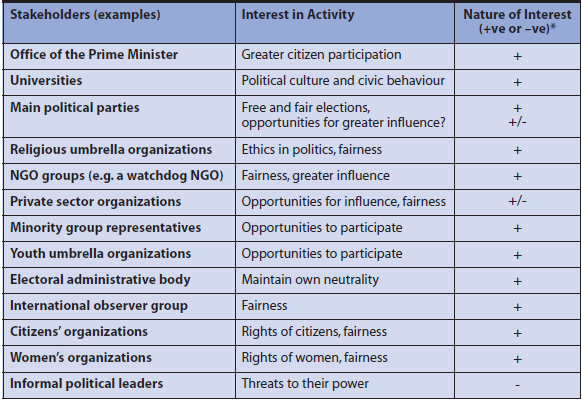 Stakeholders (examples) Interest in Activity Nature of Interest
(+ve or –ve)*
Office of the Prime Minister Greater citizen participation +
Universities Political culture and civic behaviour +
Main political parties Free and fair elections, +
opportunities for greater influence? +/-
Religious umbrella organizations Ethics in politics, fairness +
NGO groups (e.g. a watchdog NGO) Fairness, greater influence +
Private sector organizations Opportunities for influence, fairness +/-
Minority group representatives Opportunities to participate +
Youth umbrella organizations Opportunities to participate +
Electoral administrative body Maintain own neutrality +
International observer group Fairness +
Citizens’ organizations Rights of citizens, fairness +
Women’s organizations Rights of women, fairness +
Informal political leaders Threats to their power -